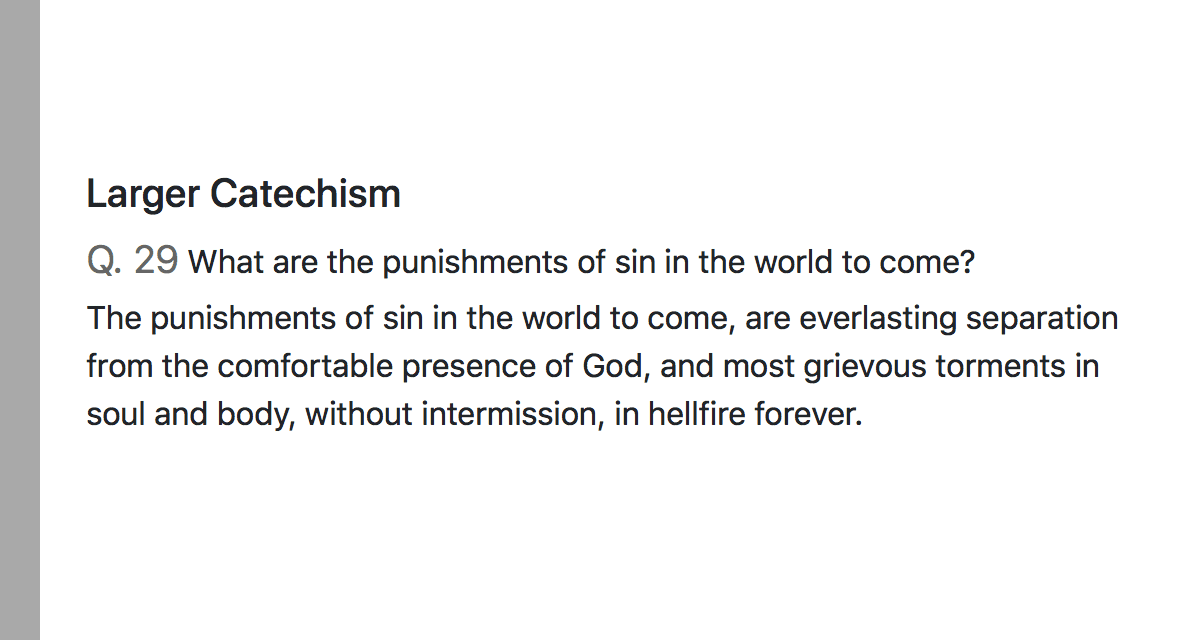 Larger Catechism
Q. 29 What are the punishments of sin in the world to come?
The punishments of sin in the world to come, are everlasting separation
from the comfortable presence of God, and most grievous torments in
soul and body, without intermission, in hellfire forever.